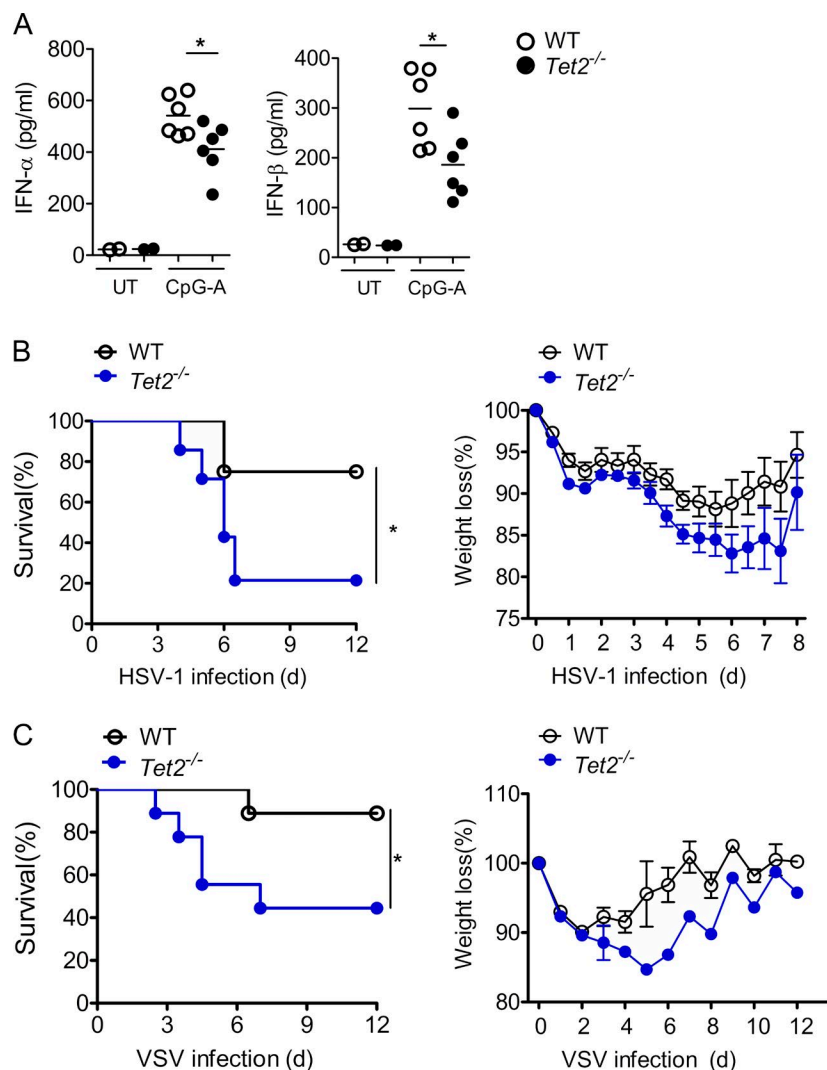 A
WT
Tet2-/-
IFN-α (pg/ml)
800
600
400
200
0
*
UT CpG-A
IFN-β (pg/ml)
400
300
200
100
0
*
UT CpG-A
B
WT
Tet2-/-
Survival(%)
100
80
60
40
20
0
*
0 3 6 9 12
HSV-1 infection (d)
WT
Tet2-/-
Weight loss(%)
100
95
90
85
80
75
0 1 2 3 4 5 6 7 8
HSV-1 infection (d)
C
WT
Tet2-/-
Survival(%)
100
80
60
40
20
0
*
0 3 6 9 12
VSV infection (d)
WT
Tet2-/-
Weight loss(%)
110
100
90
80
0 2 4 6 8 10 12
VSV infection (d)